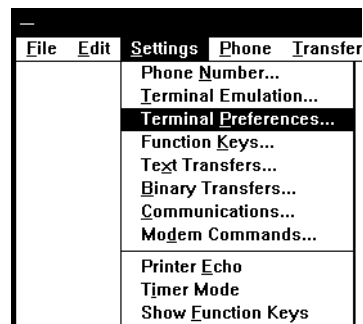 File Edit Settings Phone Transfer
Phone Number...
Terminal Emulation...
Terminal Preferences...
Function Keys...
Text Transfers...
Binary Transfers...
Communications...
Modem Commands...
Printer Echo
Timer Mode
Show Function Keys